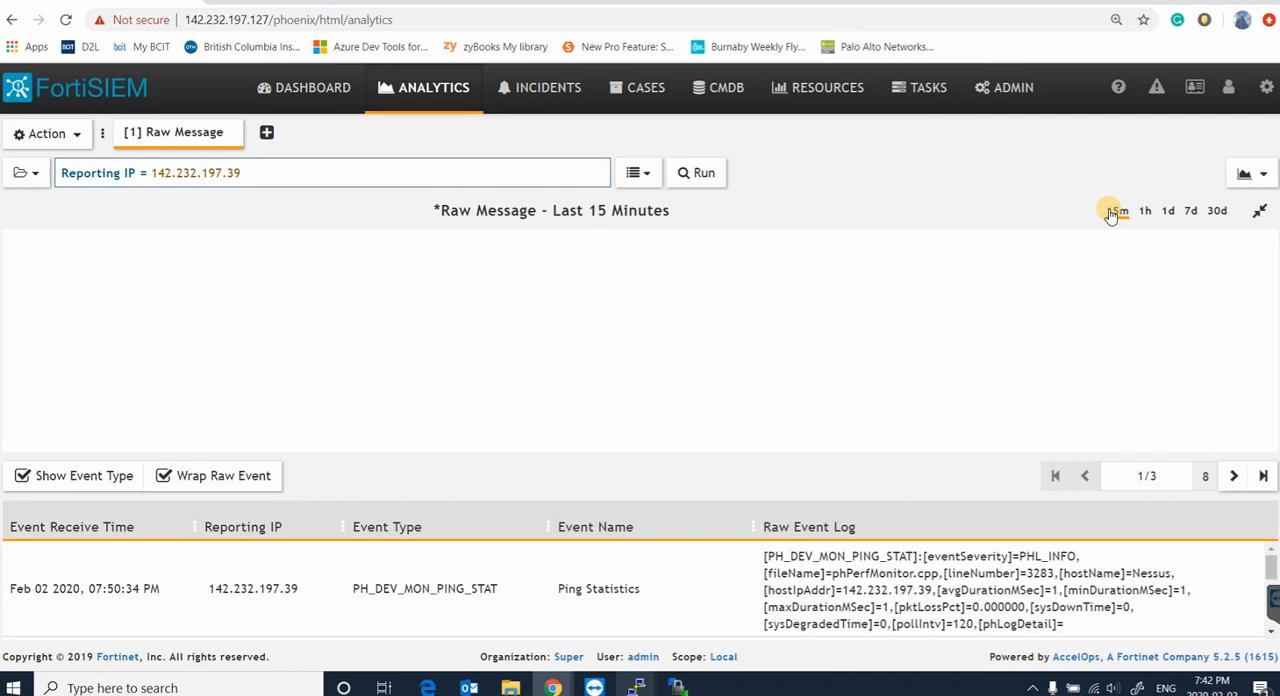 Not secure | 142.232.197.127/phoenix/html/analytics
Apps D2L My BCIT British Columbia Ins... Azure Dev Tools for... zyBooks My library New Pro Feature: S... Burnaby Weekly Fly... Palo Alto Networks...
FortiSIEM DASHBOARD ANALYTICS INCIDENTS CASES CMDB RESOURCES TASKS ADMIN
Action [1] Raw Message
Reporting IP = 142.232.197.39 Run
*Raw Message - Last 15 Minutes 15m 1h 1d 7d 30d
Show Event Type Wrap Raw Event 1/3 8
Event Receive Time Reporting IP Event Type Event Name Raw Event Log
Feb 02 2020, 07:50:34 PM 142.232.197.39 PH_DEV_MON_PING_STAT Ping Statistics
[PH_DEV_MON_PING_STAT]:[eventSeverity]=PHL_INFO,
[fileName]=phPerfMonitor.cpp,[lineNumber]=3283,[hostName]=Nessus,
[hostIpAddr]=142.232.197.39,[avgDurationMSec]=1,[minDurationMSec]=1,
[maxDurationMSec]=1,[pktLossPct]=0.000000,[sysDownTime]=0,
[sysDegradedTime]=0,[pollIntv]=120,[phLogDetail]=
Copyright © 2019 Fortinet, Inc. All rights reserved. Organization: Super User: admin Scope: Local Powered by AccelOps, A Fortinet Company 5.2.5 (1615)
Type here to search ENG 7:42 PM